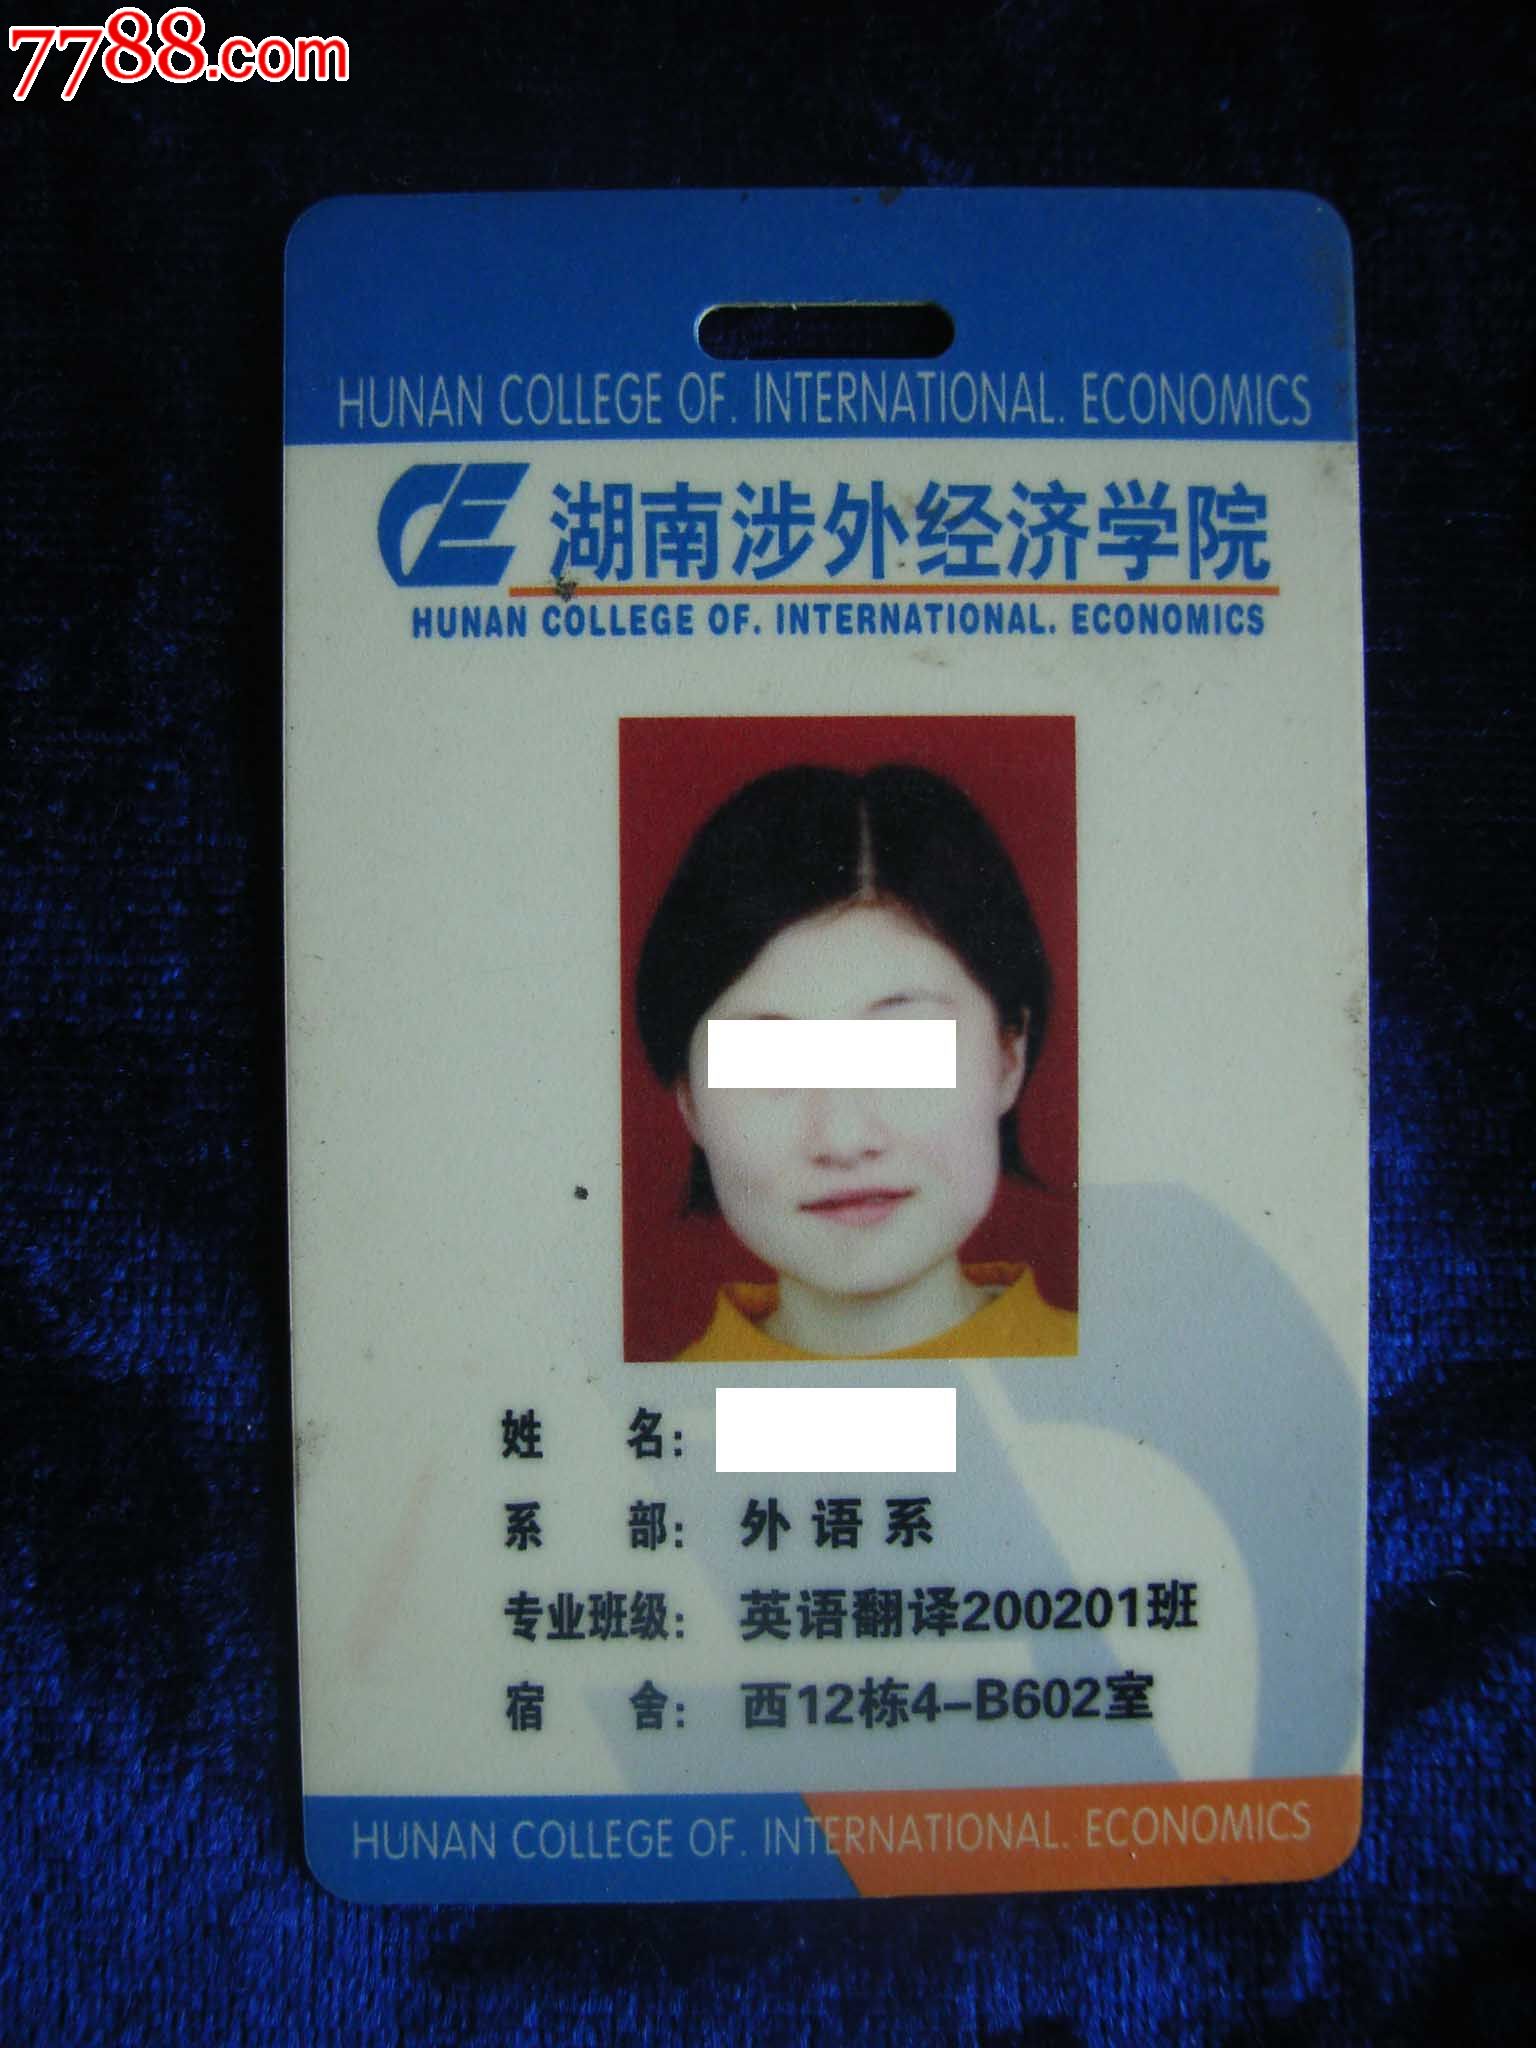 7788.com
HUNAN COLLEGE OF. INTERNATIONAL. ECONOMICS
湖南涉外经济学院
HUNAN COLLEGE OF. INTERNATIONAL. ECONOMICS
姓 名:
系 部: 外语系
专业班级: 英语翻译200201班
宿 舍: 西12栋4-B602室
HUNAN COLLEGE OF. INTERNATIONAL. ECONOMICS